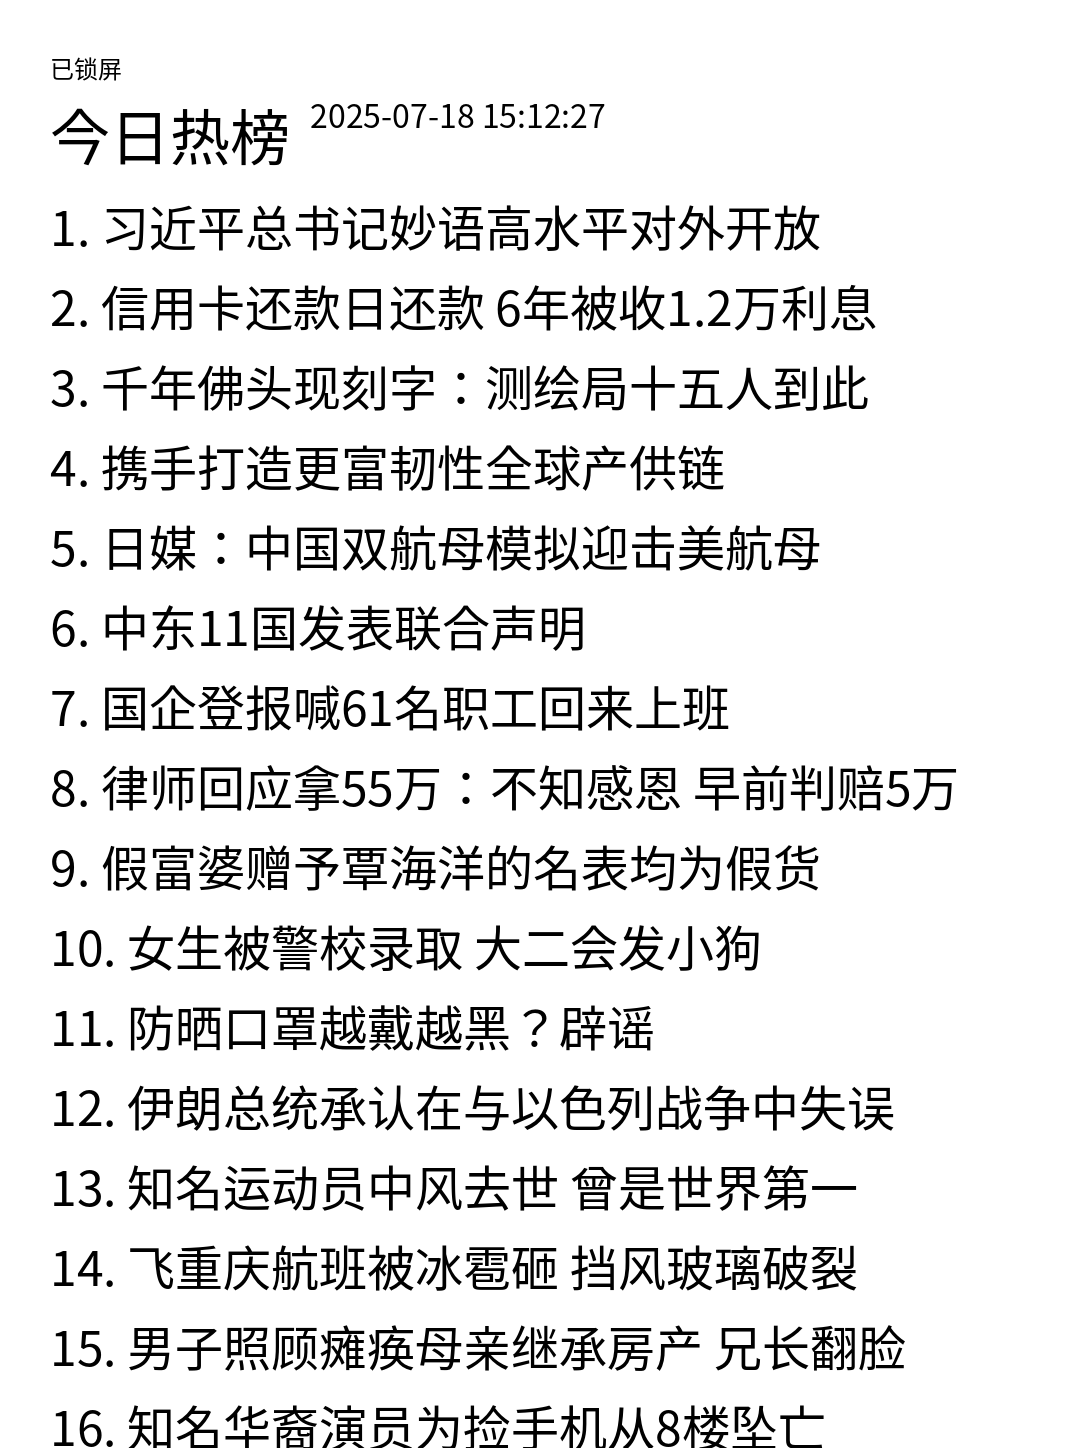 已锁屏
今日热榜 2025-07-18 15:12:27
1. 习近平总书记妙语高水平对外开放
2. 信用卡还款日还款 6年被收1.2万利息
3. 千年佛头现刻字：测绘局十五人到此
4. 携手打造更富韧性全球产供链
5. 日媒：中国双航母模拟迎击美航母
6. 中东11国发表联合声明
7. 国企登报喊61名职工回来上班
8. 律师回应拿55万：不知感恩 早前判赔5万
9. 假富婆赠予覃海洋的名表均为假货
10. 女生被警校录取 大二会发小狗
11. 防晒口罩越戴越黑？辟谣
12. 伊朗总统承认在与以色列战争中失误
13. 知名运动员中风去世 曾是世界第一
14. 飞重庆航班被冰雹砸 挡风玻璃破裂
15. 男子照顾瘫痪母亲继承房产 兄长翻脸
16. 知名华裔演员为捡手机从8楼坠亡